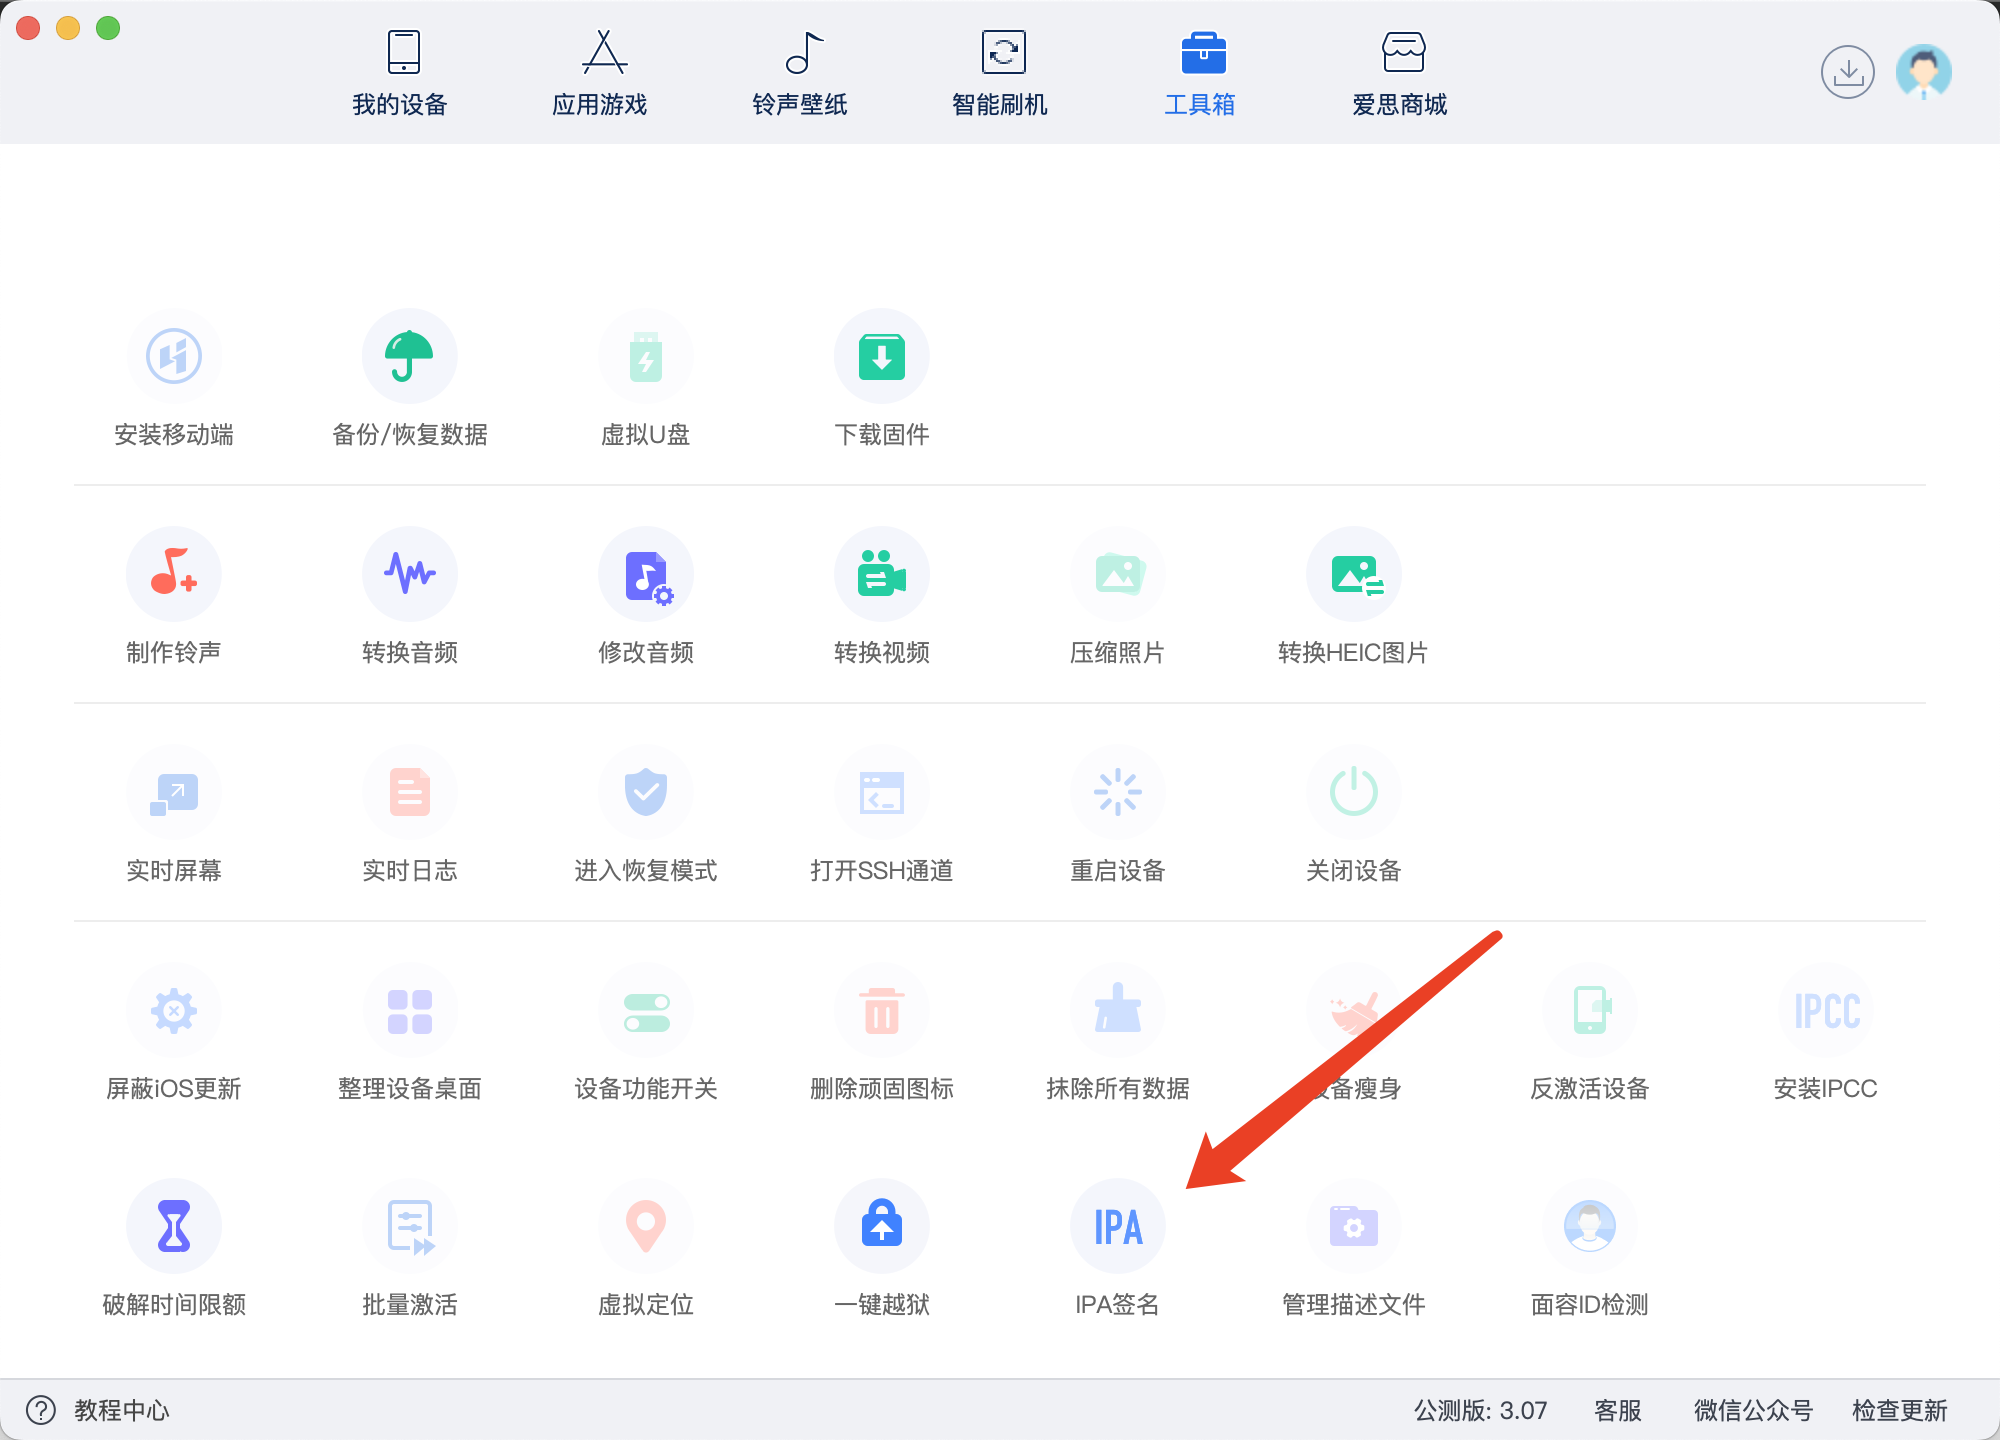 我的设备
应用游戏
铃声壁纸
智能刷机
工具箱
爱思商城
安装移动端
备份/恢复数据
虚拟U盘
下载固件
制作铃声
转换音频
修改音频
转换视频
压缩照片
转换HEIC图片
实时屏幕
实时日志
进入恢复模式
打开SSH通道
重启设备
关闭设备
IPCC
屏蔽iOS更新
整理设备桌面
设备功能开关
删除顽固图标
抹除所有数据
备瘦身
反激活设备
安装IPCC
IPA
破解时间限额
批量激活
虚拟定位
一键越狱
IPA签名
管理描述文件
面容ID检测
? 教程中心
公测版: 3.07
客服
微信公众号
检查更新